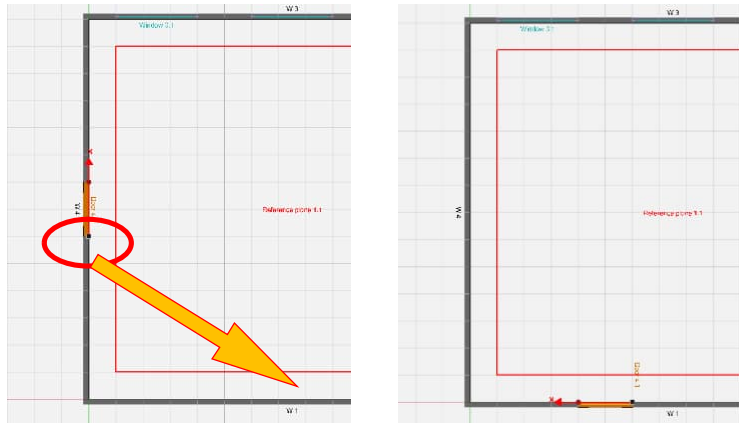 W 3
Window 3.1
W 4
Door 4.1
x
Reference plane 1.1
W 1
W 3
Window 3.1
W 4
Reference plane 1.1
Door 4.1
x
W 1